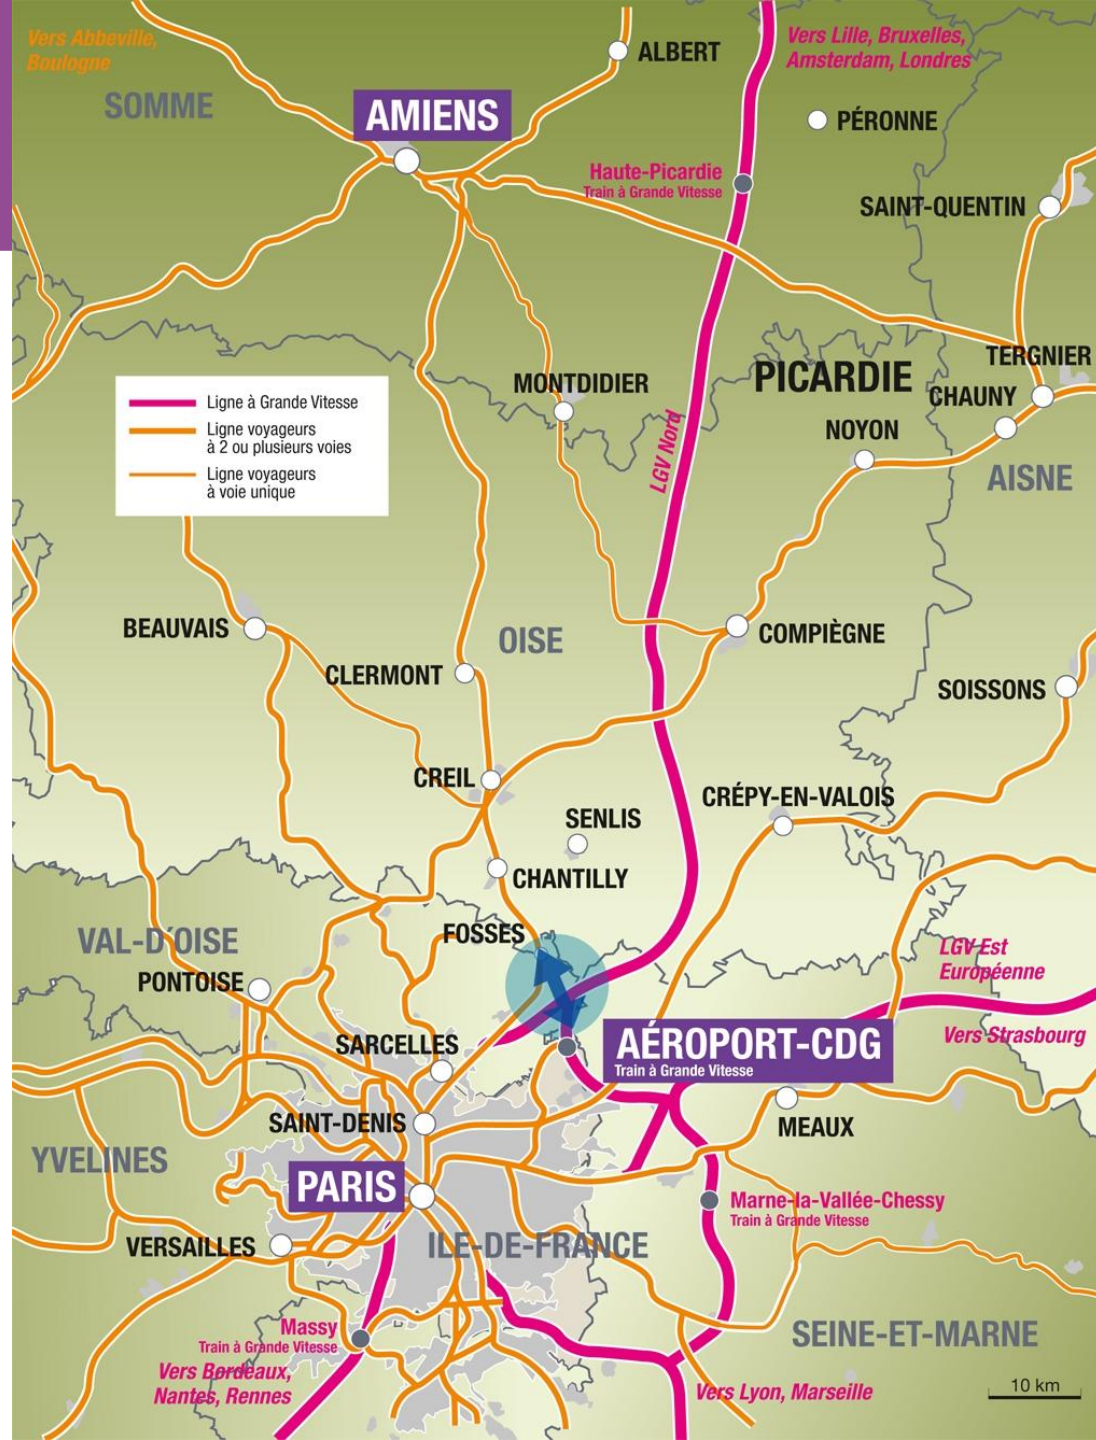 Vers Abbeville,
Boulogne
SOMME
AMIENS
ALBERT
Vers Lille, Bruxelles,
Amsterdam, Londres
PÉRONNE
Haute-Picardie
Train à Grande Vitesse
SAINT-QUENTIN
TERGNIER
CHAUNY
PICARDIE
MONTDIDIER
NOYON
AISNE
LGV Nord
Ligne à Grande Vitesse
Ligne voyageurs
à 2 ou plusieurs voies
Ligne voyageurs
à voie unique
BEAUVAIS
OISE
COMPIÈGNE
CLERMONT
SOISSONS
CREIL
CRÉPY-EN-VALOIS
SENLIS
CHANTILLY
FOSSES
VAL-D'OISE
PONTOISE
LGV Est
Européenne
Vers Strasbourg
SARCELLES
AÉROPORT-CDG
Train à Grande Vitesse
SAINT-DENIS
MEAUX
YVELINES
PARIS
Marne-la-Vallée-Chessy
Train à Grande Vitesse
VERSAILLES
ILE-DE-FRANCE
Massy
Train à Grande Vitesse
Vers Bordeaux,
Nantes, Rennes
SEINE-ET-MARNE
Vers Lyon, Marseille
10 km